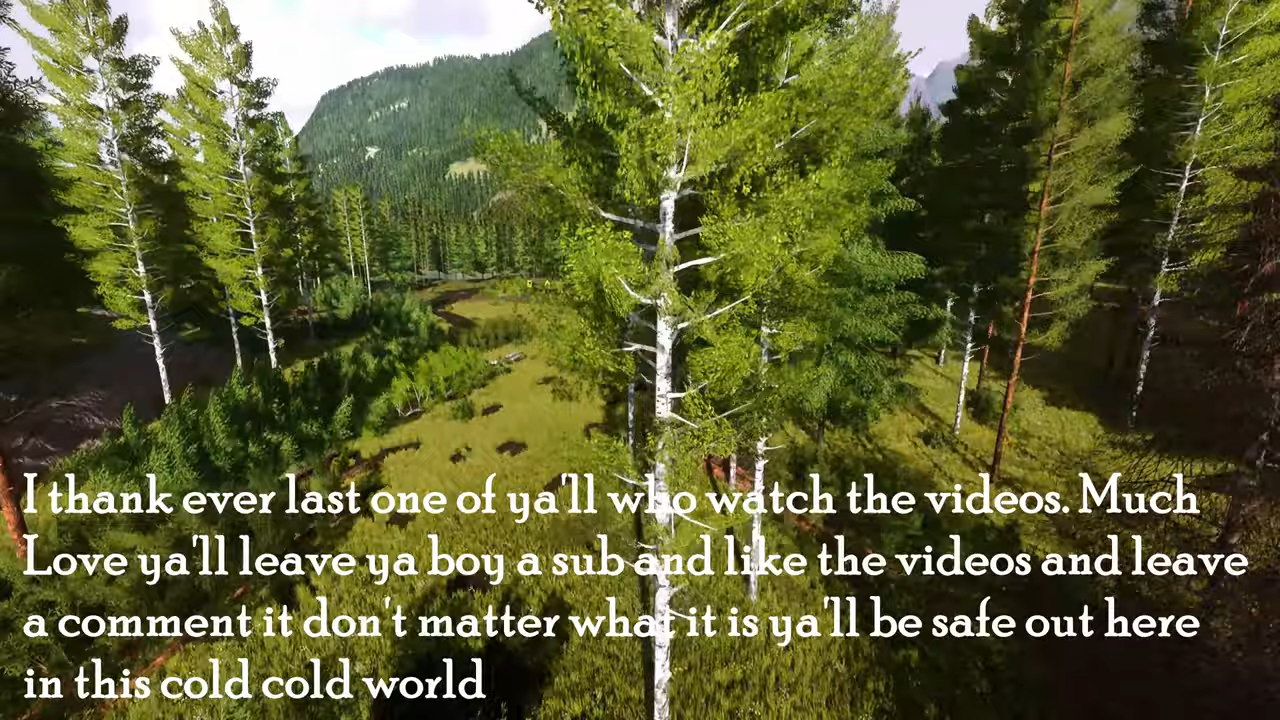 I thank ever last one of ya'll who watch the videos. Much
Love ya'll leave ya boy a sub and like the videos and leave
a comment it don't matter what it is ya'll be safe out here
in this cold cold world